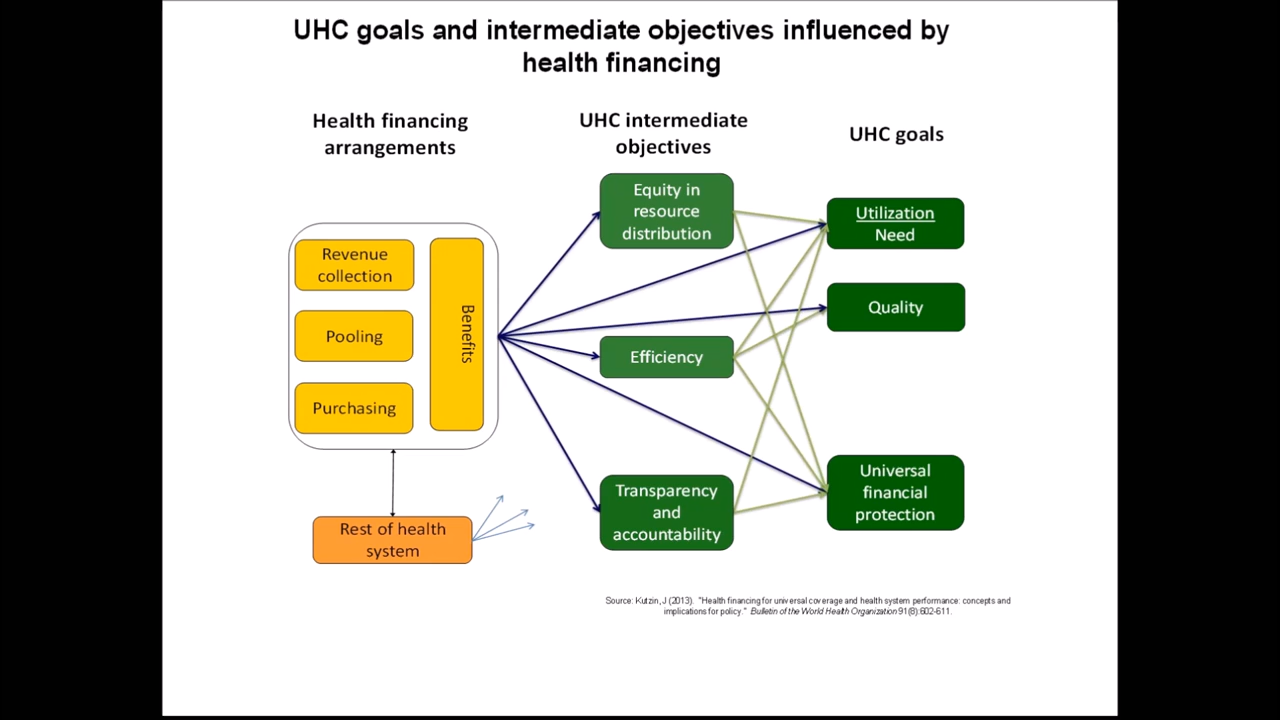 UHC goals and intermediate objectives influenced by
health financing
Health financing
arrangements
UHC intermediate
objectives
UHC goals
Revenue
collection
Pooling
Purchasing
Benefits
Rest of health
system
Equity in
resource
distribution
Efficiency
Transparency
and
accountability
Utilization
Need
Quality
Universal
financial
protection
Source: Kutzin, J (2013). "Health financing for universal coverage and health system performance: concepts and
implications for policy." Bulletin of the World Health Organization 91(8):602-611.